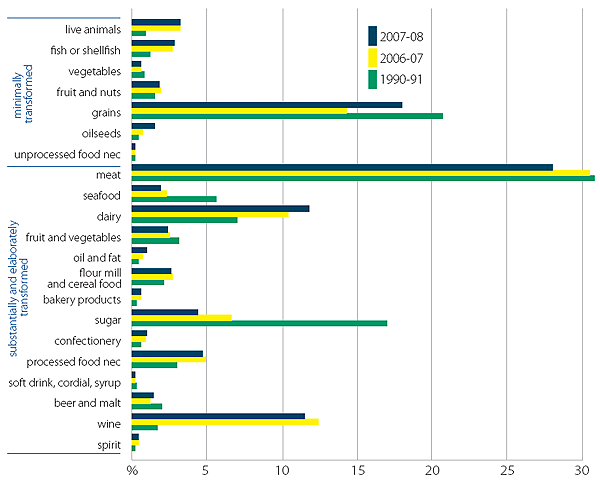 2007-08
2006-07
1990-91
minimally
transformed
live animals
fish or shellfish
vegetables
fruit and nuts
grains
oilseeds
unprocessed food nec
substantially and elaborately
transformed
meat
seafood
dairy
fruit and vegetables
oil and fat
flour mill
and cereal food
bakery products
sugar
confectionery
processed food nec
soft drink, cordial, syrup
beer and malt
wine
spirit
% 5 10 15 20 25 30